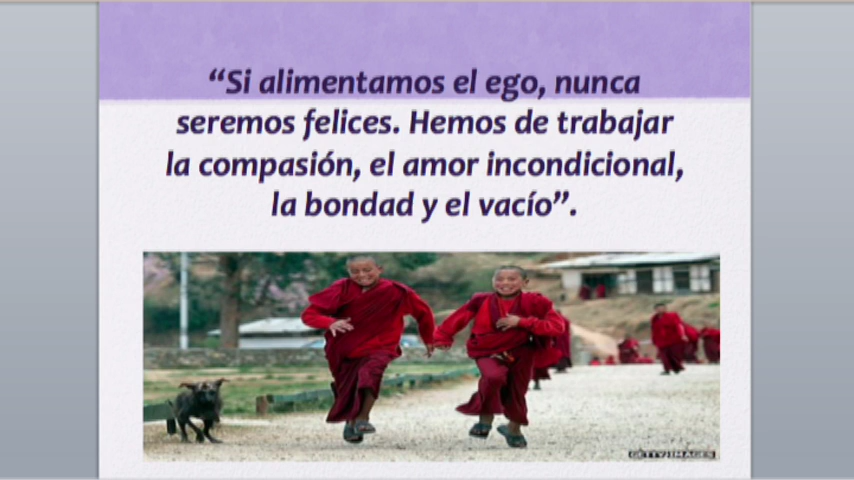 “Si alimentamos el ego, nunca
seremos felices. Hemos de trabajar
la compasión, el amor incondicional,
la bondad y el vacío”.
GETTY IMAGES